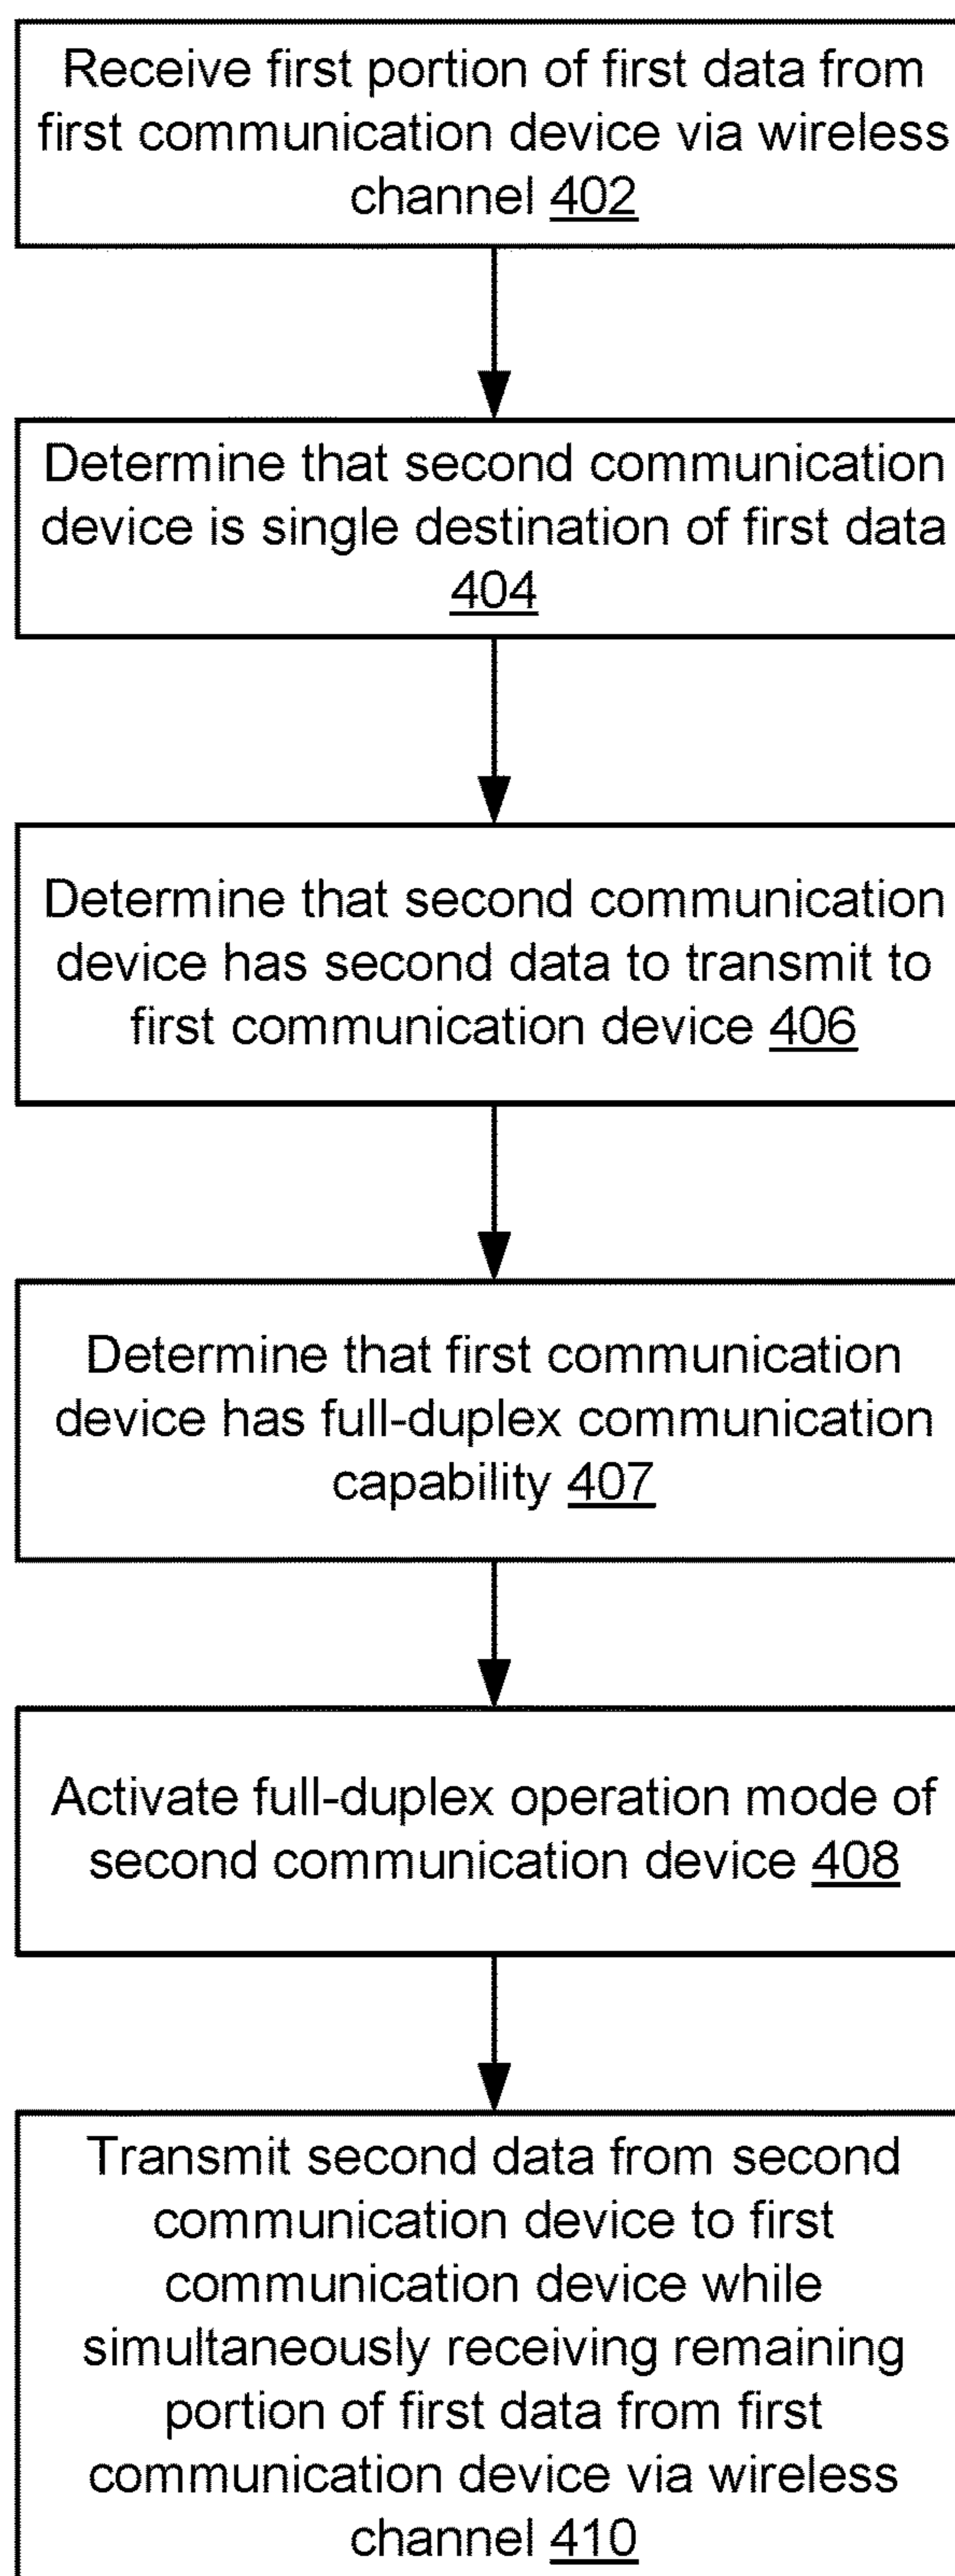 Receive first portion of first data from
first communication device via wireless
channel 402
Determine that second communication
device is single destination of first data
404
Determine that second communication
device has second data to transmit to
first communication device 406
Determine that first communication
device has full-duplex communication
capability 407
Activate full-duplex operation mode of
second communication device 408
Transmit second data from second
communication device to first
communication device while
simultaneously receiving remaining
portion of first data from first
communication device via wireless
channel 410